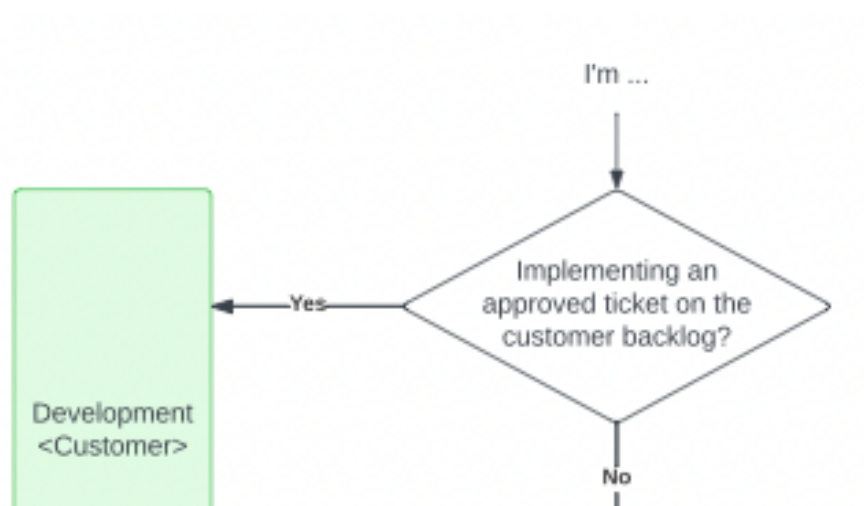 I'm ...
Implementing an
approved ticket on the
customer backlog?
Yes
Development
<Customer>
No